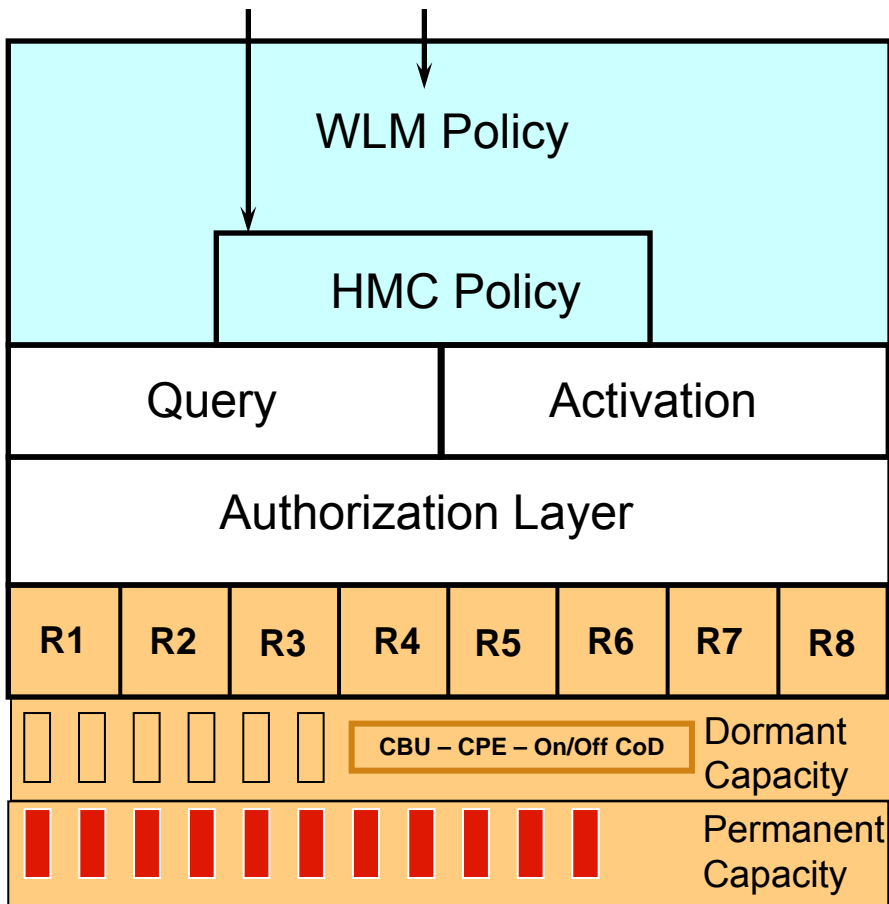 WLM Policy
HMC Policy
Query
Activation
Authorization Layer
R1
R2
R3
R4
R5
R6
R7
R8
CBU – CPE – On/Off CoD
Dormant
Capacity
Permanent
Capacity